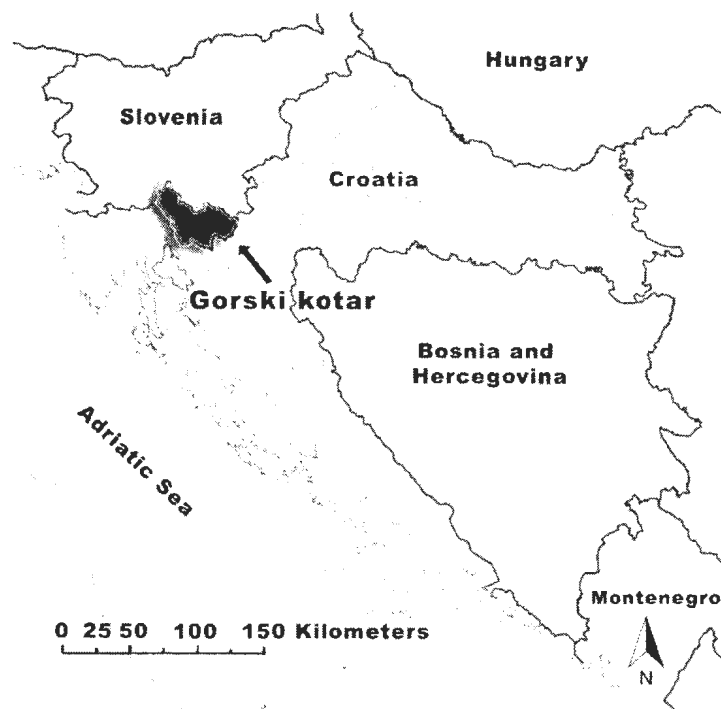 Hungary
Slovenia
Croatia
Gorski kotar
Bosnia and
Hercegovina
Adriatic Sea
Montenegro
0 25 50 100 150 Kilometers
N